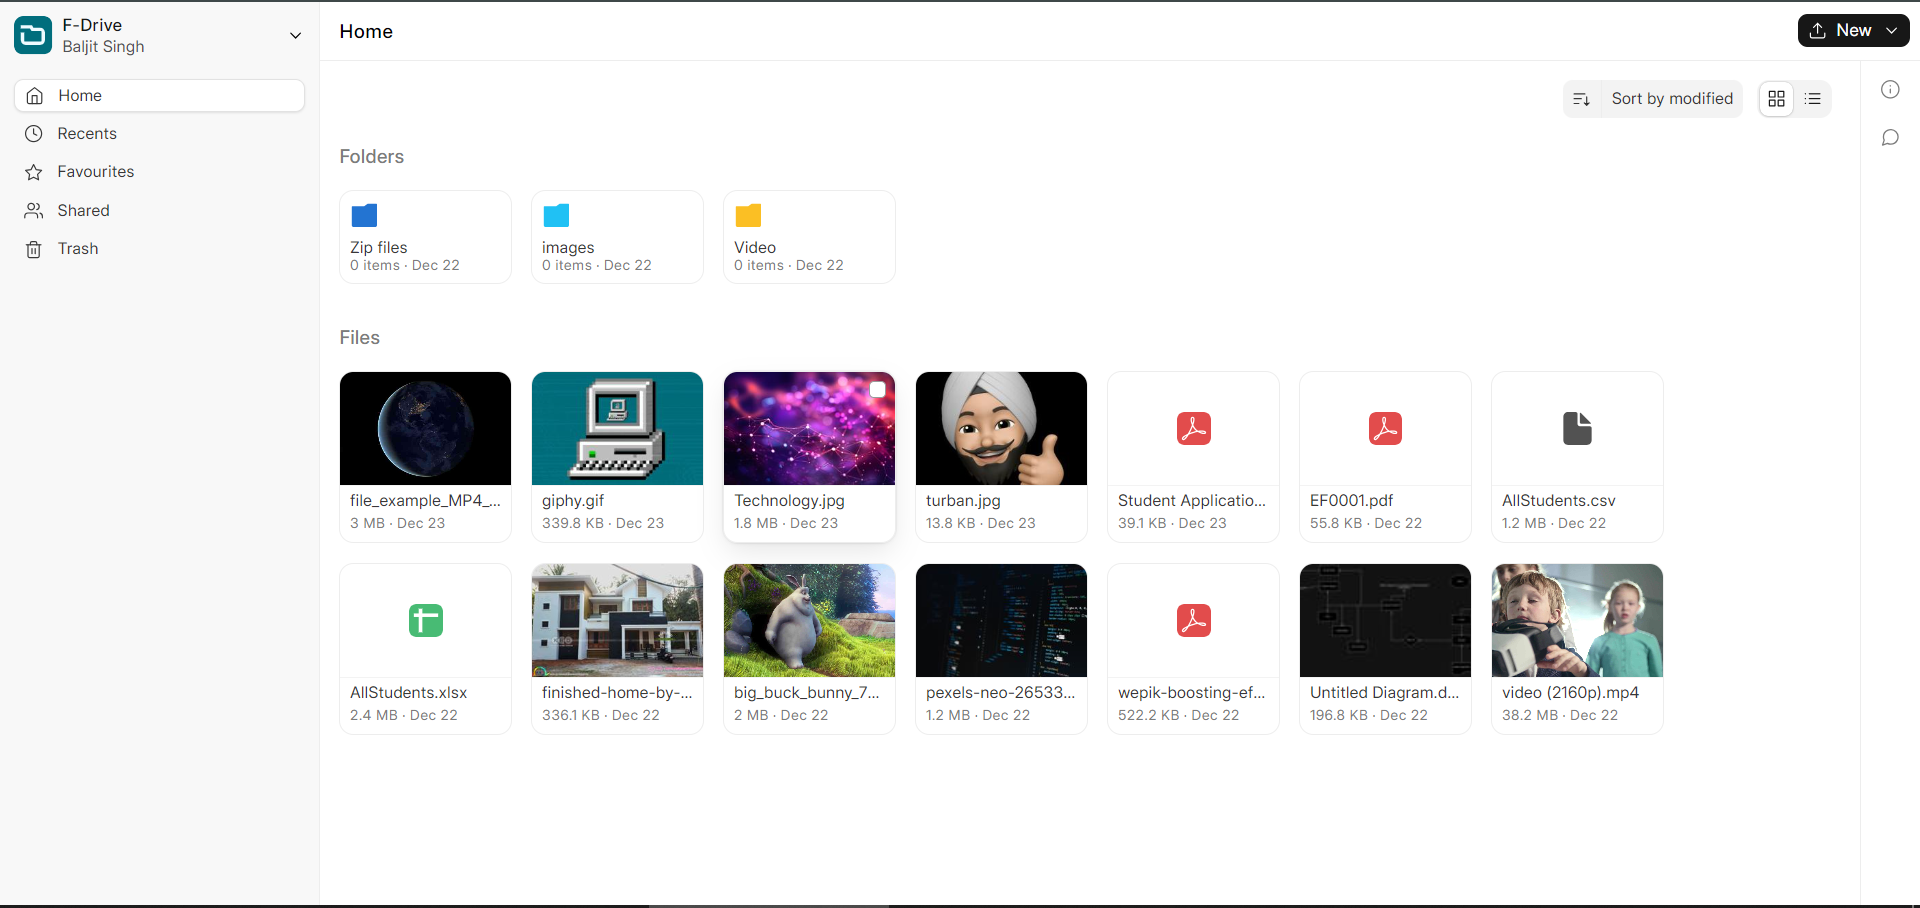 F-Drive
Baljit Singh
Home
New
Home
Recents
Favourites
Shared
Trash
Sort by modified
Folders
Zip files
0 items · Dec 22
images
0 items · Dec 22
Video
0 items · Dec 22
Files
file_example_MP4_...
3 MB · Dec 23
giphy.gif
339.8 KB · Dec 23
Technology.jpg
1.8 MB · Dec 23
turban.jpg
13.8 KB · Dec 23
Student Applicatio...
39.1 KB · Dec 23
EF0001.pdf
55.8 KB · Dec 22
AllStudents.csv
1.2 MB · Dec 22
AllStudents.xlsx
2.4 MB · Dec 22
finished-home-by-...
336.1 KB · Dec 22
big_buck_bunny_7...
2 MB · Dec 22
pexels-neo-26533...
1.2 MB · Dec 22
wepik-boosting-ef...
522.2 KB · Dec 22
Untitled Diagram.d...
196.8 KB · Dec 22
video (2160p).mp4
38.2 MB · Dec 22